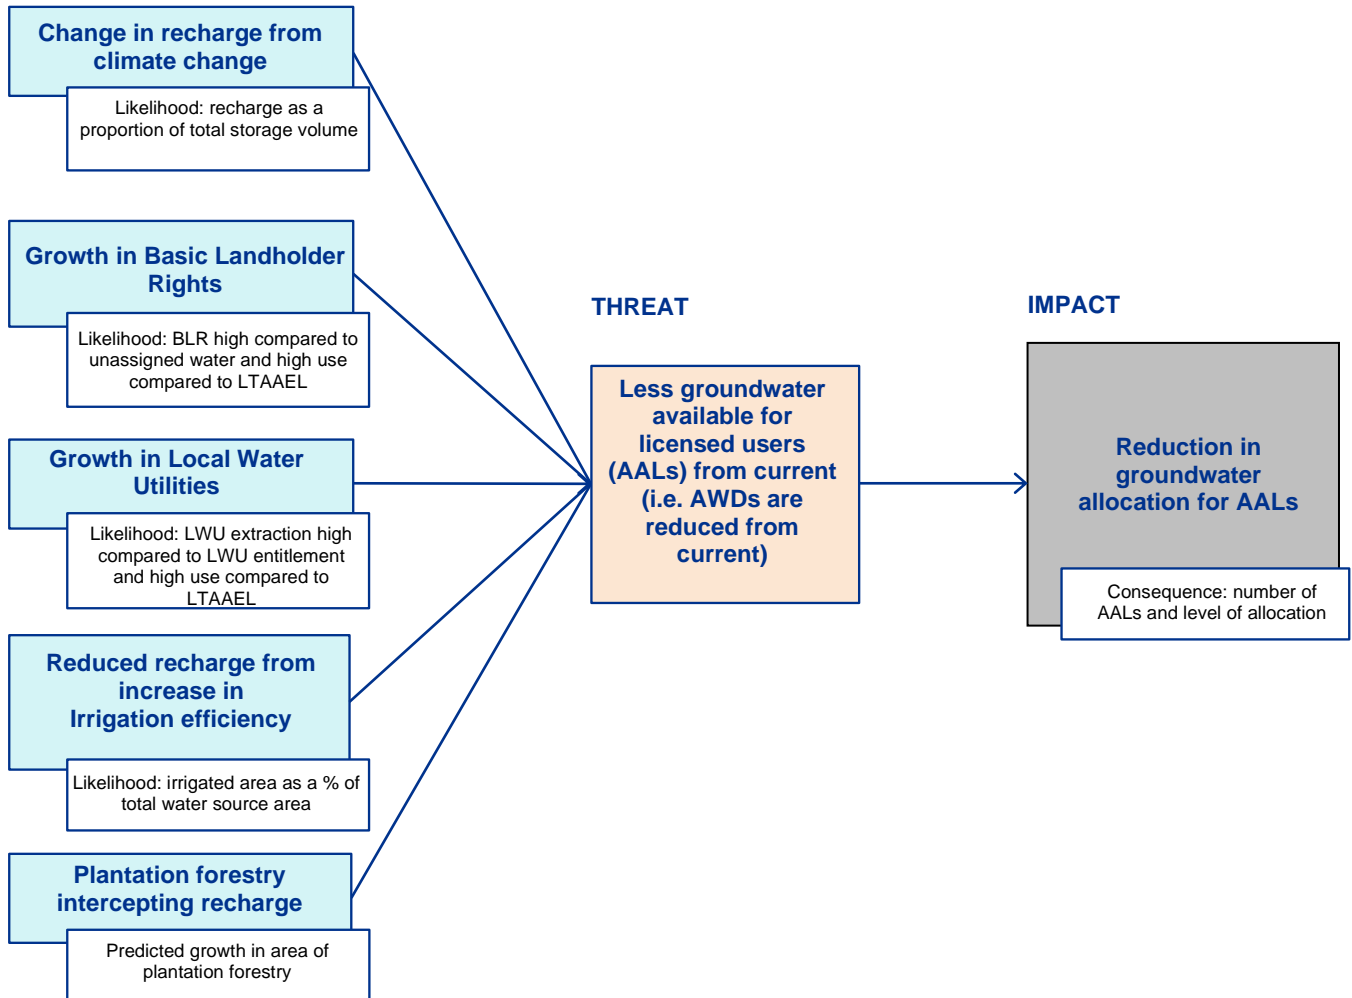 Change in recharge from
climate change
Likelihood: recharge as a
proportion of total storage volume
Growth in Basic Landholder
Rights
Likelihood: BLR high compared to
unassigned water and high use
compared to LTAAEL
Growth in Local Water
Utilities
Likelihood: LWU extraction high
compared to LWU entitlement
and high use compared to
LTAAEL
Reduced recharge from
increase in
Irrigation efficiency
Likelihood: irrigated area as a % of
total water source area
Plantation forestry
intercepting recharge
Predicted growth in area of
plantation forestry
THREAT
Less groundwater
available for
licensed users
(AALs) from current
(i.e. AWDs are
reduced from
current)
IMPACT
Reduction in
groundwater
allocation for AALs
Consequence: number of
AALs and level of allocation